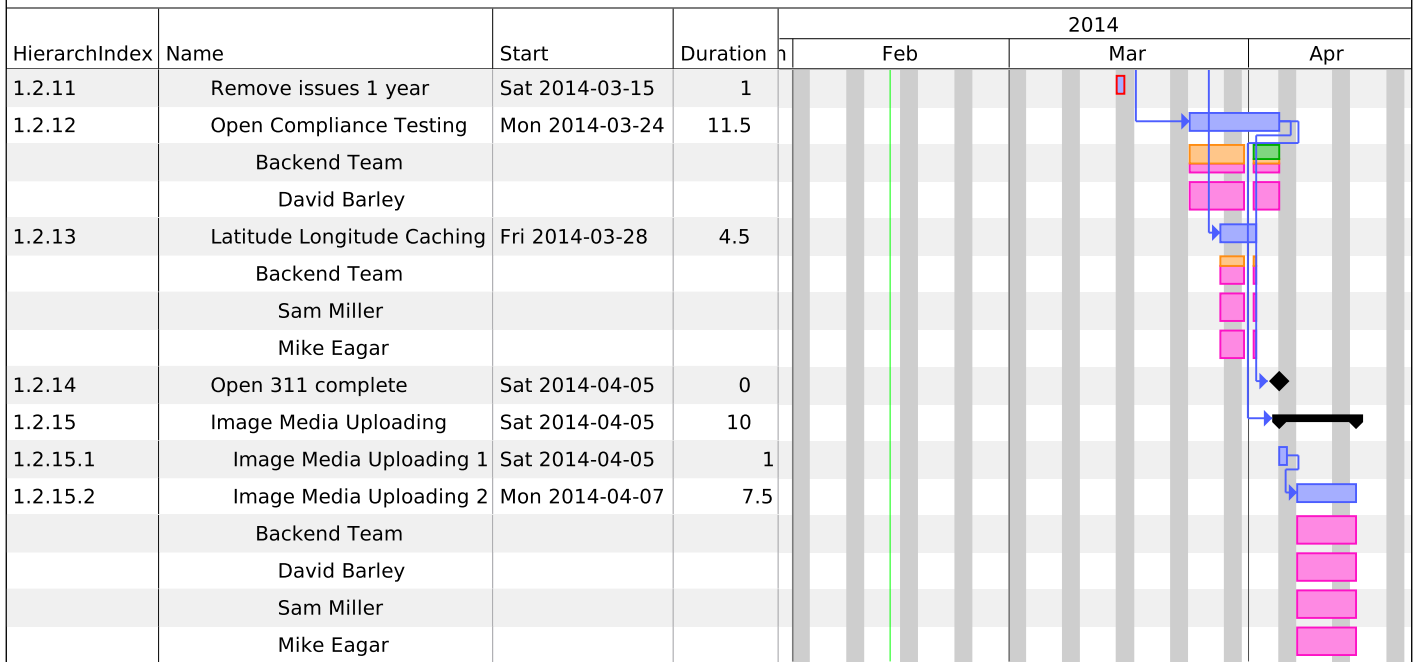 2014
HierarchIndex Name Start Duration n Feb Mar Apr
1.2.11 Remove issues 1 year Sat 2014-03-15 1
1.2.12 Open Compliance Testing Mon 2014-03-24 11.5
Backend Team
David Barley
1.2.13 Latitude Longitude Caching Fri 2014-03-28 4.5
Backend Team
Sam Miller
Mike Eagar
1.2.14 Open 311 complete Sat 2014-04-05 0
1.2.15 Image Media Uploading Sat 2014-04-05 10
1.2.15.1 Image Media Uploading 1 Sat 2014-04-05 1
1.2.15.2 Image Media Uploading 2 Mon 2014-04-07 7.5
Backend Team
David Barley
Sam Miller
Mike Eagar